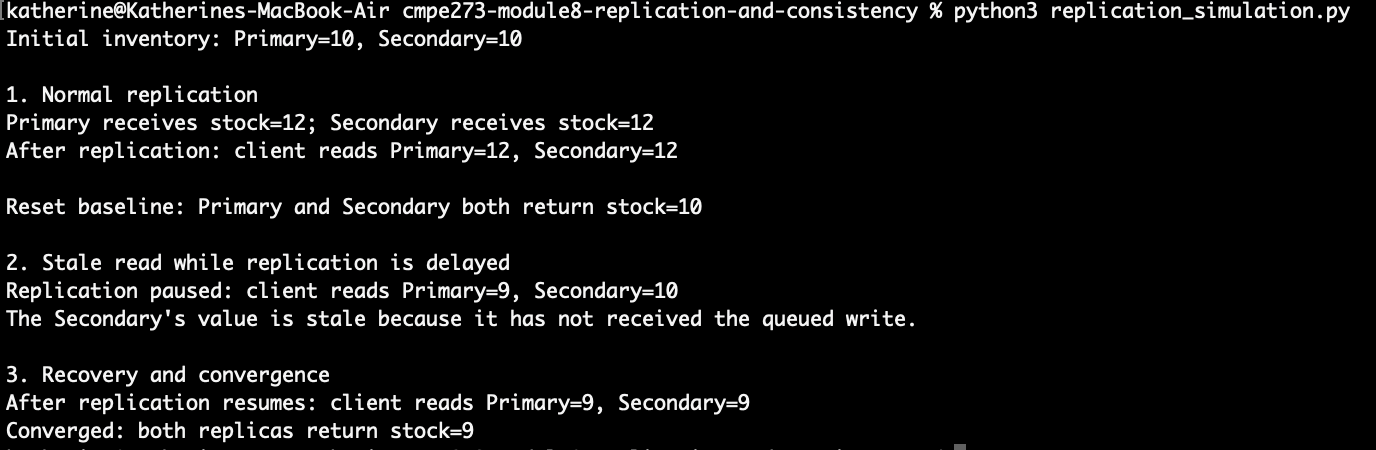 [katherine@Katherines-MacBook-Air cmpe273-module8-replication-and-consistency % python3 replication_simulation.py
Initial inventory: Primary=10, Secondary=10
1. Normal replication
Primary receives stock=12; Secondary receives stock=12
After replication: client reads Primary=12, Secondary=12
Reset baseline: Primary and Secondary both return stock=10
2. Stale read while replication is delayed
Replication paused: client reads Primary=9, Secondary=10
The Secondary's value is stale because it has not received the queued write.
3. Recovery and convergence
After replication resumes: client reads Primary=9, Secondary=9
Converged: both replicas return stock=9